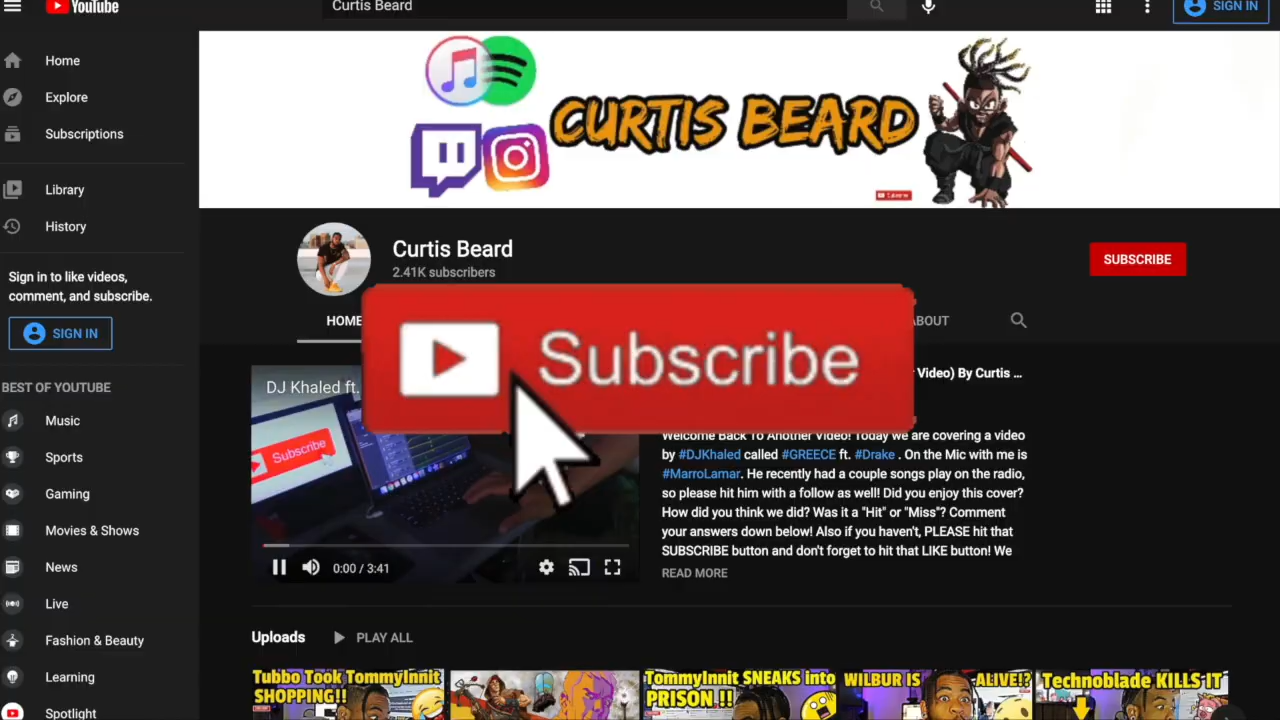 YouTube
Curtis Beard
SIGN IN
Home
Explore
Subscriptions
Library
History
Sign in to like videos,
comment, and subscribe.
SIGN IN
BEST OF YOUTUBE
Music
Sports
Gaming
Movies & Shows
News
Live
Fashion & Beauty
Learning
Spotlight
CURTIS BEARD
Curtis Beard
2.41K subscribers
SUBSCRIBE
HOME
ABOUT
Subscribe
DJ Khaled ft.
Subscribe
0:00 / 3:41
Video) By Curtis ...
Welcome Back To Another Video! Today we are covering a video
by #DJKhaled called #GREECE ft. #Drake . On the Mic with me is
#MarroLamar. He recently had a couple songs play on the radio,
so please hit him with a follow as well! Did you enjoy this cover?
How did you think we did? Was it a "Hit" or "Miss"? Comment
your answers down below! Also if you haven't, PLEASE hit that
SUBSCRIBE button and don't forget to hit that LIKE button! We
READ MORE
Uploads
PLAY ALL
Tubbo Took TommyInnit
SHOPPING!!
TommyInnit SNEAKS into
PRISON !!
WILBUR IS ALIVE!?
Technoblade KILLS IT